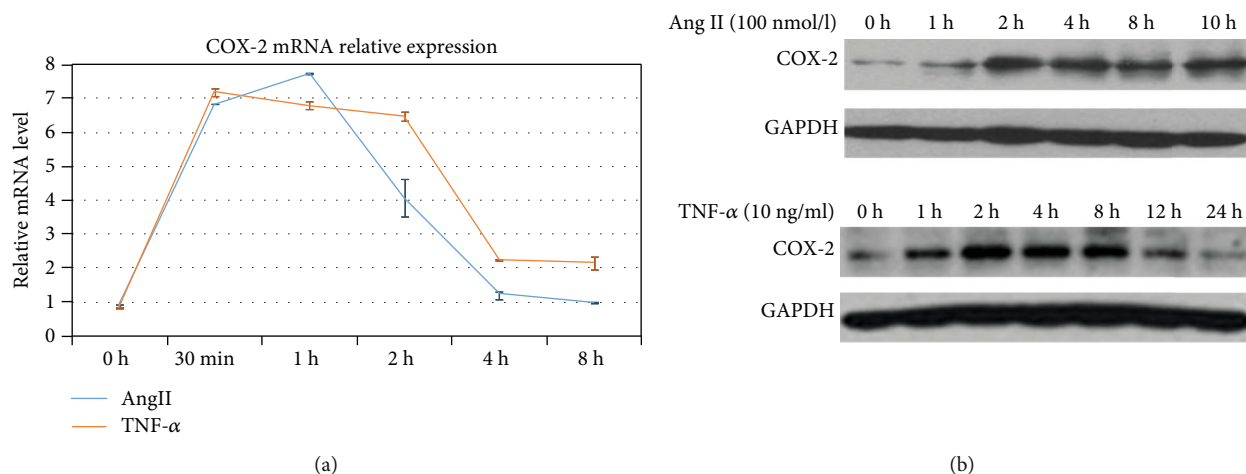 COX-2 mRNA relative expression
Relative mRNA level
8
7
6
5
4
3
2
1
0
0 h 30 min 1 h 2 h 4 h 8 h
AngII
TNF-α
(a)
Ang II (100 nmol/l) 0 h 1 h 2 h 4 h 8 h 10 h
COX-2
GAPDH
TNF-α (10 ng/ml) 0 h 1 h 2 h 4 h 8 h 12 h 24 h
COX-2
GAPDH
(b)